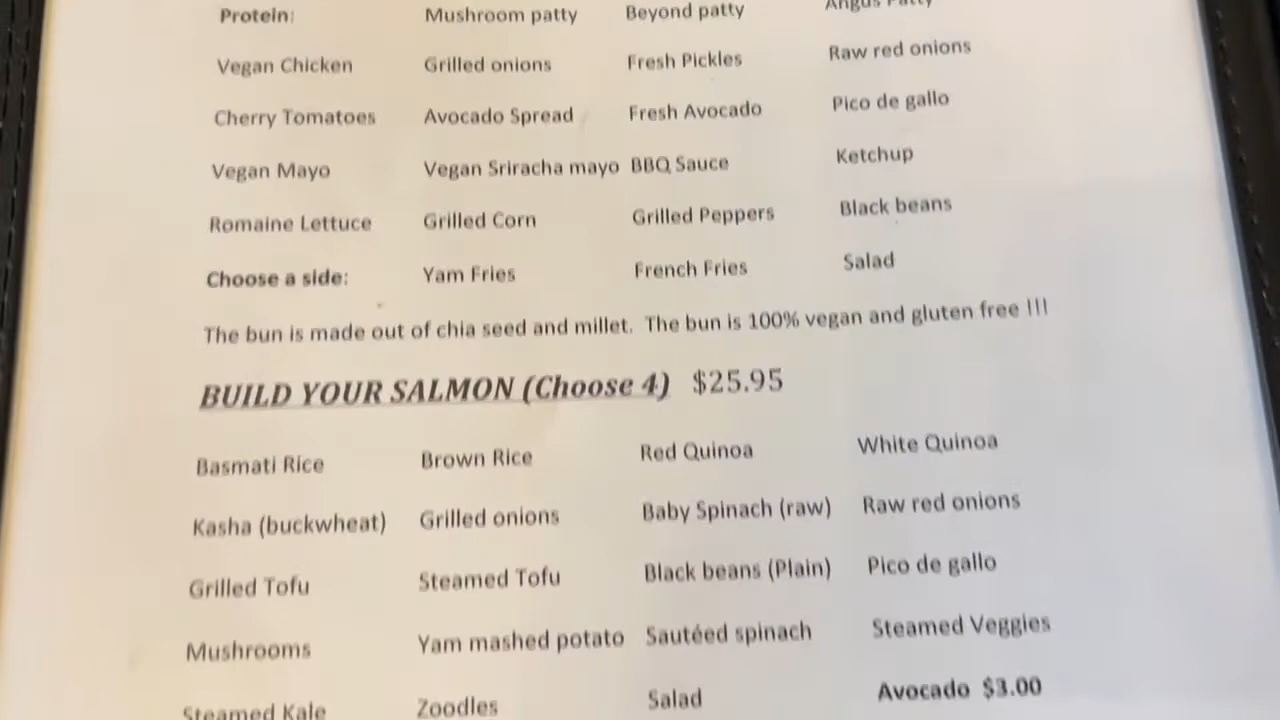 Protein: Mushroom patty Beyond patty Angus Patty
Vegan Chicken Grilled onions Fresh Pickles Raw red onions
Cherry Tomatoes Avocado Spread Fresh Avocado Pico de gallo
Vegan Mayo Vegan Sriracha mayo BBQ Sauce Ketchup
Romaine Lettuce Grilled Corn Grilled Peppers Black beans
Choose a side: Yam Fries French Fries Salad
The bun is made out of chia seed and millet. The bun is 100% vegan and gluten free !!!
BUILD YOUR SALMON (Choose 4) $25.95
Basmati Rice Brown Rice Red Quinoa White Quinoa
Kasha (buckwheat) Grilled onions Baby Spinach (raw) Raw red onions
Grilled Tofu Steamed Tofu Black beans (Plain) Pico de gallo
Mushrooms Yam mashed potato Sautéed spinach Steamed Veggies
Steamed Kale Zoodles Salad Avocado $3.00